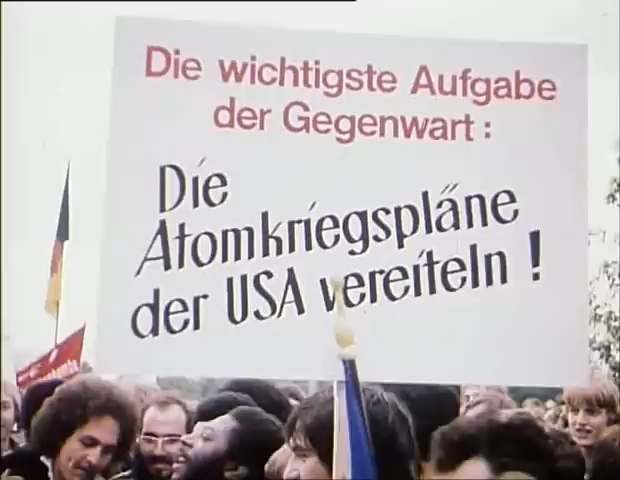 Die wichtigste Aufgabe
der Gegenwart:
Die
Atomkriegspläne
der USA vereiteln!